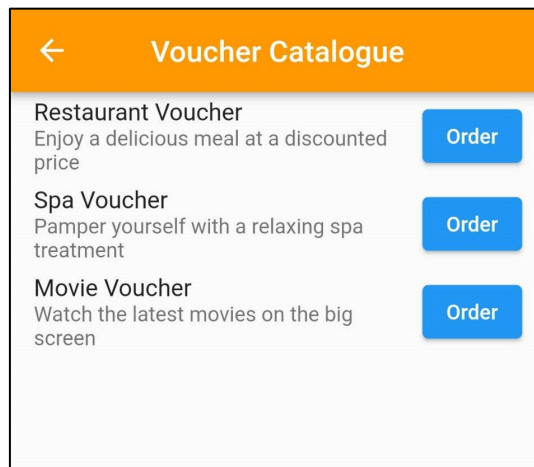 Voucher Catalogue
Restaurant Voucher
Enjoy a delicious meal at a discounted
price
Order
Spa Voucher
Pamper yourself with a relaxing spa
treatment
Order
Movie Voucher
Watch the latest movies on the big
screen
Order